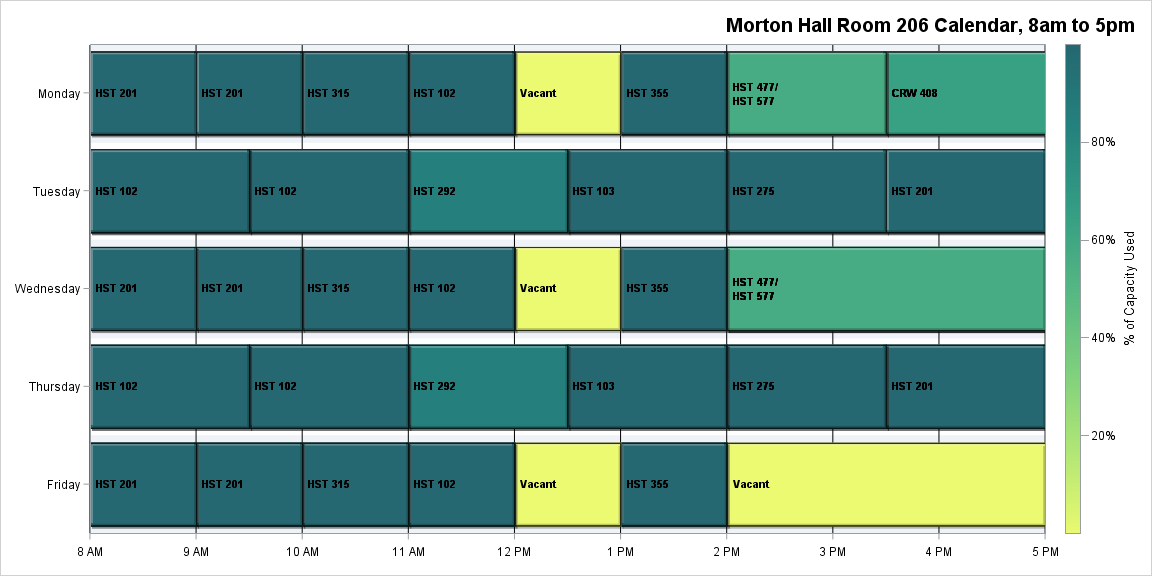 Morton Hall Room 206 Calendar, 8am to 5pm
Monday
HST 201
HST 201
HST 315
HST 102
Vacant
HST 355
HST 477/
HST 577
CRW 408
Tuesday
HST 102
HST 102
HST 292
HST 103
HST 275
HST 201
Wednesday
HST 201
HST 201
HST 315
HST 102
Vacant
HST 355
HST 477/
HST 577
Thursday
HST 102
HST 102
HST 292
HST 103
HST 275
HST 201
Friday
HST 201
HST 201
HST 315
HST 102
Vacant
HST 355
Vacant
8 AM
9 AM
10 AM
11 AM
12 PM
1 PM
2 PM
3 PM
4 PM
5 PM
80%
60%
40%
20%
% of Capacity Used